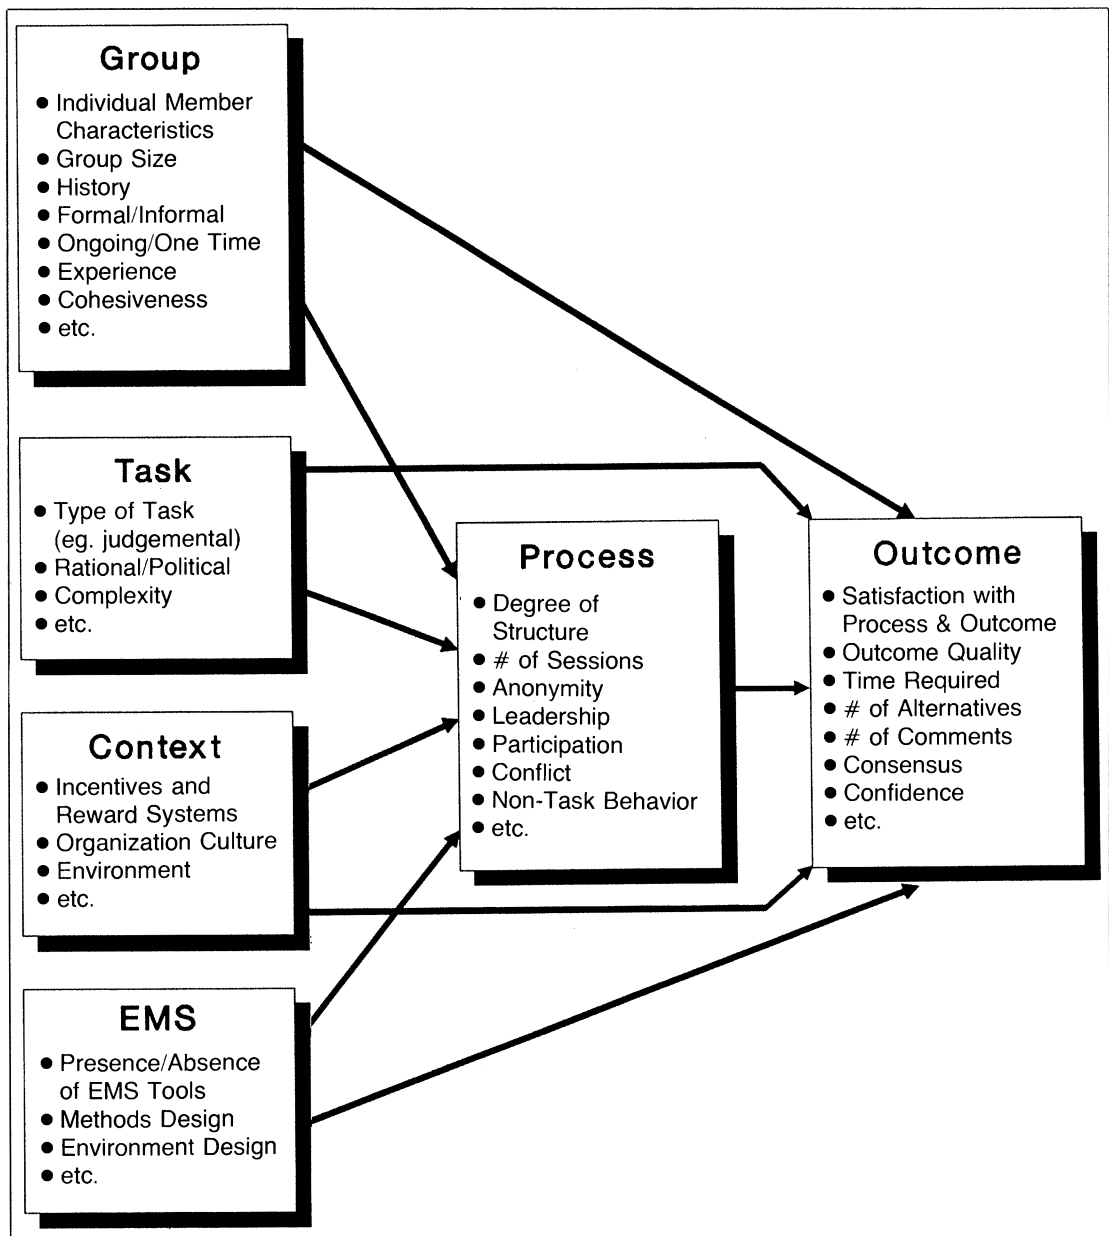 Group
● Individual Member
Characteristics
● Group Size
● History
● Formal/Informal
● Ongoing/One Time
● Experience
● Cohesiveness
● etc.
Task
● Type of Task
(eg. judgemental)
● Rational/Political
● Complexity
● etc.
Context
● Incentives and
Reward Systems
● Organization Culture
● Environment
● etc.
EMS
● Presence/Absence
of EMS Tools
● Methods Design
● Environment Design
● etc.
Process
● Degree of
Structure
● # of Sessions
● Anonymity
● Leadership
● Participation
● Conflict
● Non-Task Behavior
● etc.
Outcome
● Satisfaction with
Process & Outcome
● Outcome Quality
● Time Required
● # of Alternatives
● # of Comments
● Consensus
● Confidence
● etc.